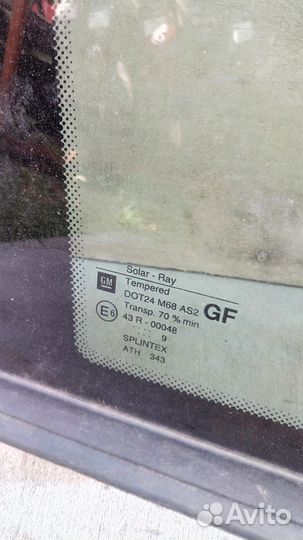 Solar - Ray
Tempered
GM
DOT24 M68 AS2
GF
Transp. 70 % min.
E6
43 R - 00048
... 9
SPLINTEX
ATH 343
Avito